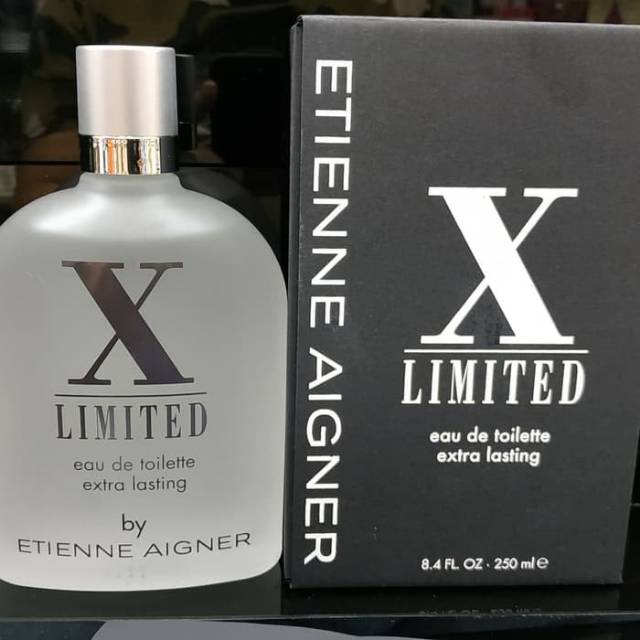 X
LIMITED
eau de toilette
extra lasting
by
ETIENNE AIGNER
ETIENNE AIGNER
X
LIMITED
eau de toilette
extra lasting
8.4 FL. OZ · 250 ml e